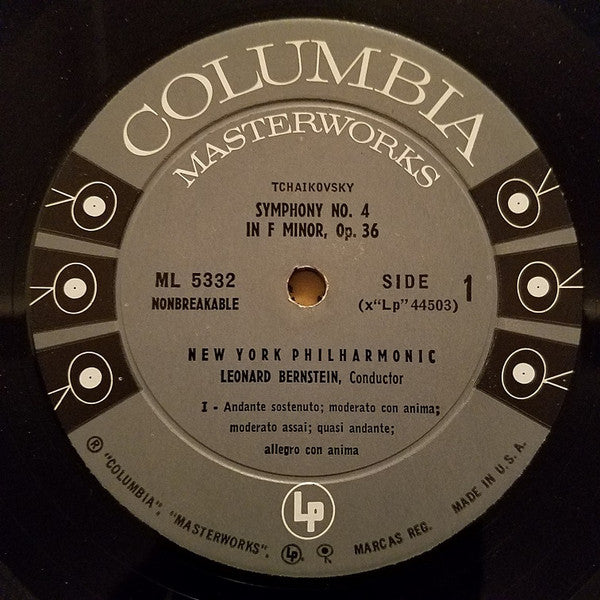 COLUMBIA
MASTERWORKS
TCHAIKOVSKY
SYMPHONY NO. 4
IN F MINOR, Op. 36
ML 5332
NONBREAKABLE
SIDE 1
(x"Lp" 44503)
NEW YORK PHILHARMONIC
LEONARD BERNSTEIN, Conductor
I - Andante sostenuto; moderato con anima;
moderato assai; quasi andante;
allegro con anima
Lp
® "COLUMBIA", "MASTERWORKS", Lp MARCAS REG. MADE IN U.S.A.